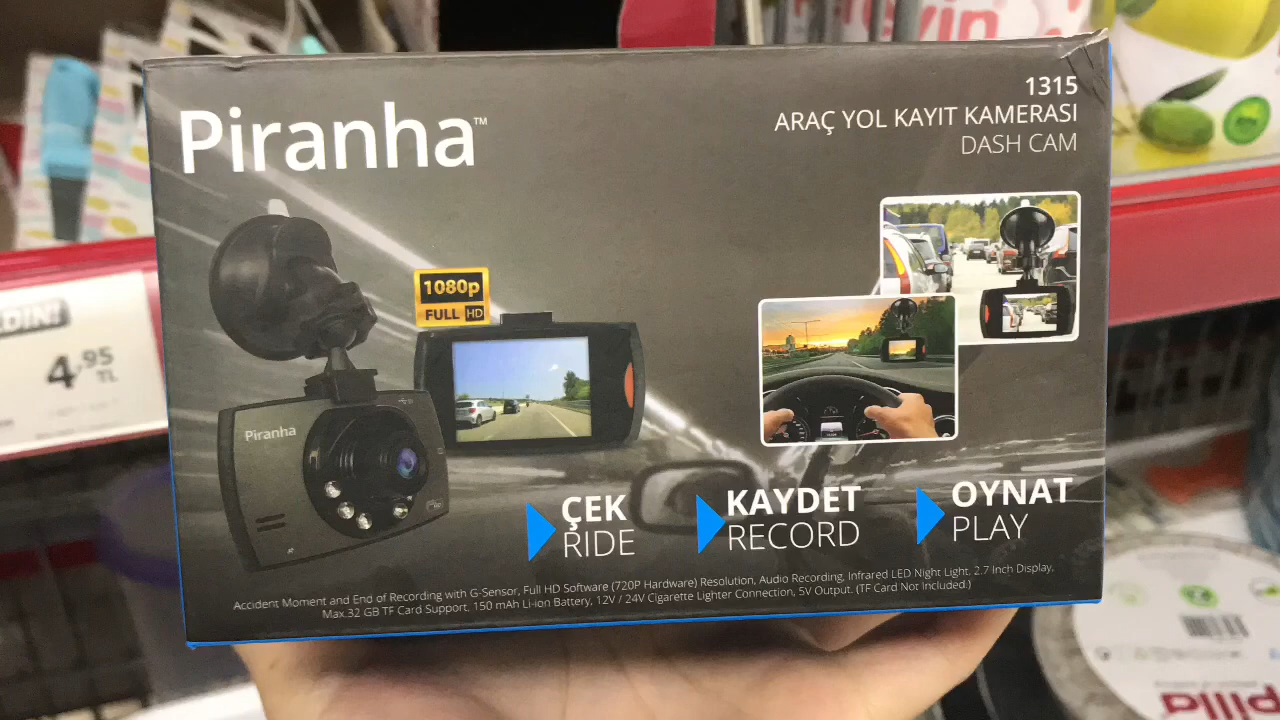 Piranha™
1315
ARAÇ YOL KAYIT KAMERASI
DASH CAM
1080p
FULL HD
Piranha
ÇEK
RIDE
KAYDET
RECORD
OYNAT
PLAY
Accident Moment and End of Recording with G-Sensor, Full HD Software (720P Hardware) Resolution, Audio Recording, Infrared LED Night Light, 2.7 Inch Display,
Max.32 GB TF Card Support, 150 mAh Li-ion Battery, 12V / 24V Cigarette Lighter Connection, 5V Output. (TF Card Not Included.)
4,95
TL